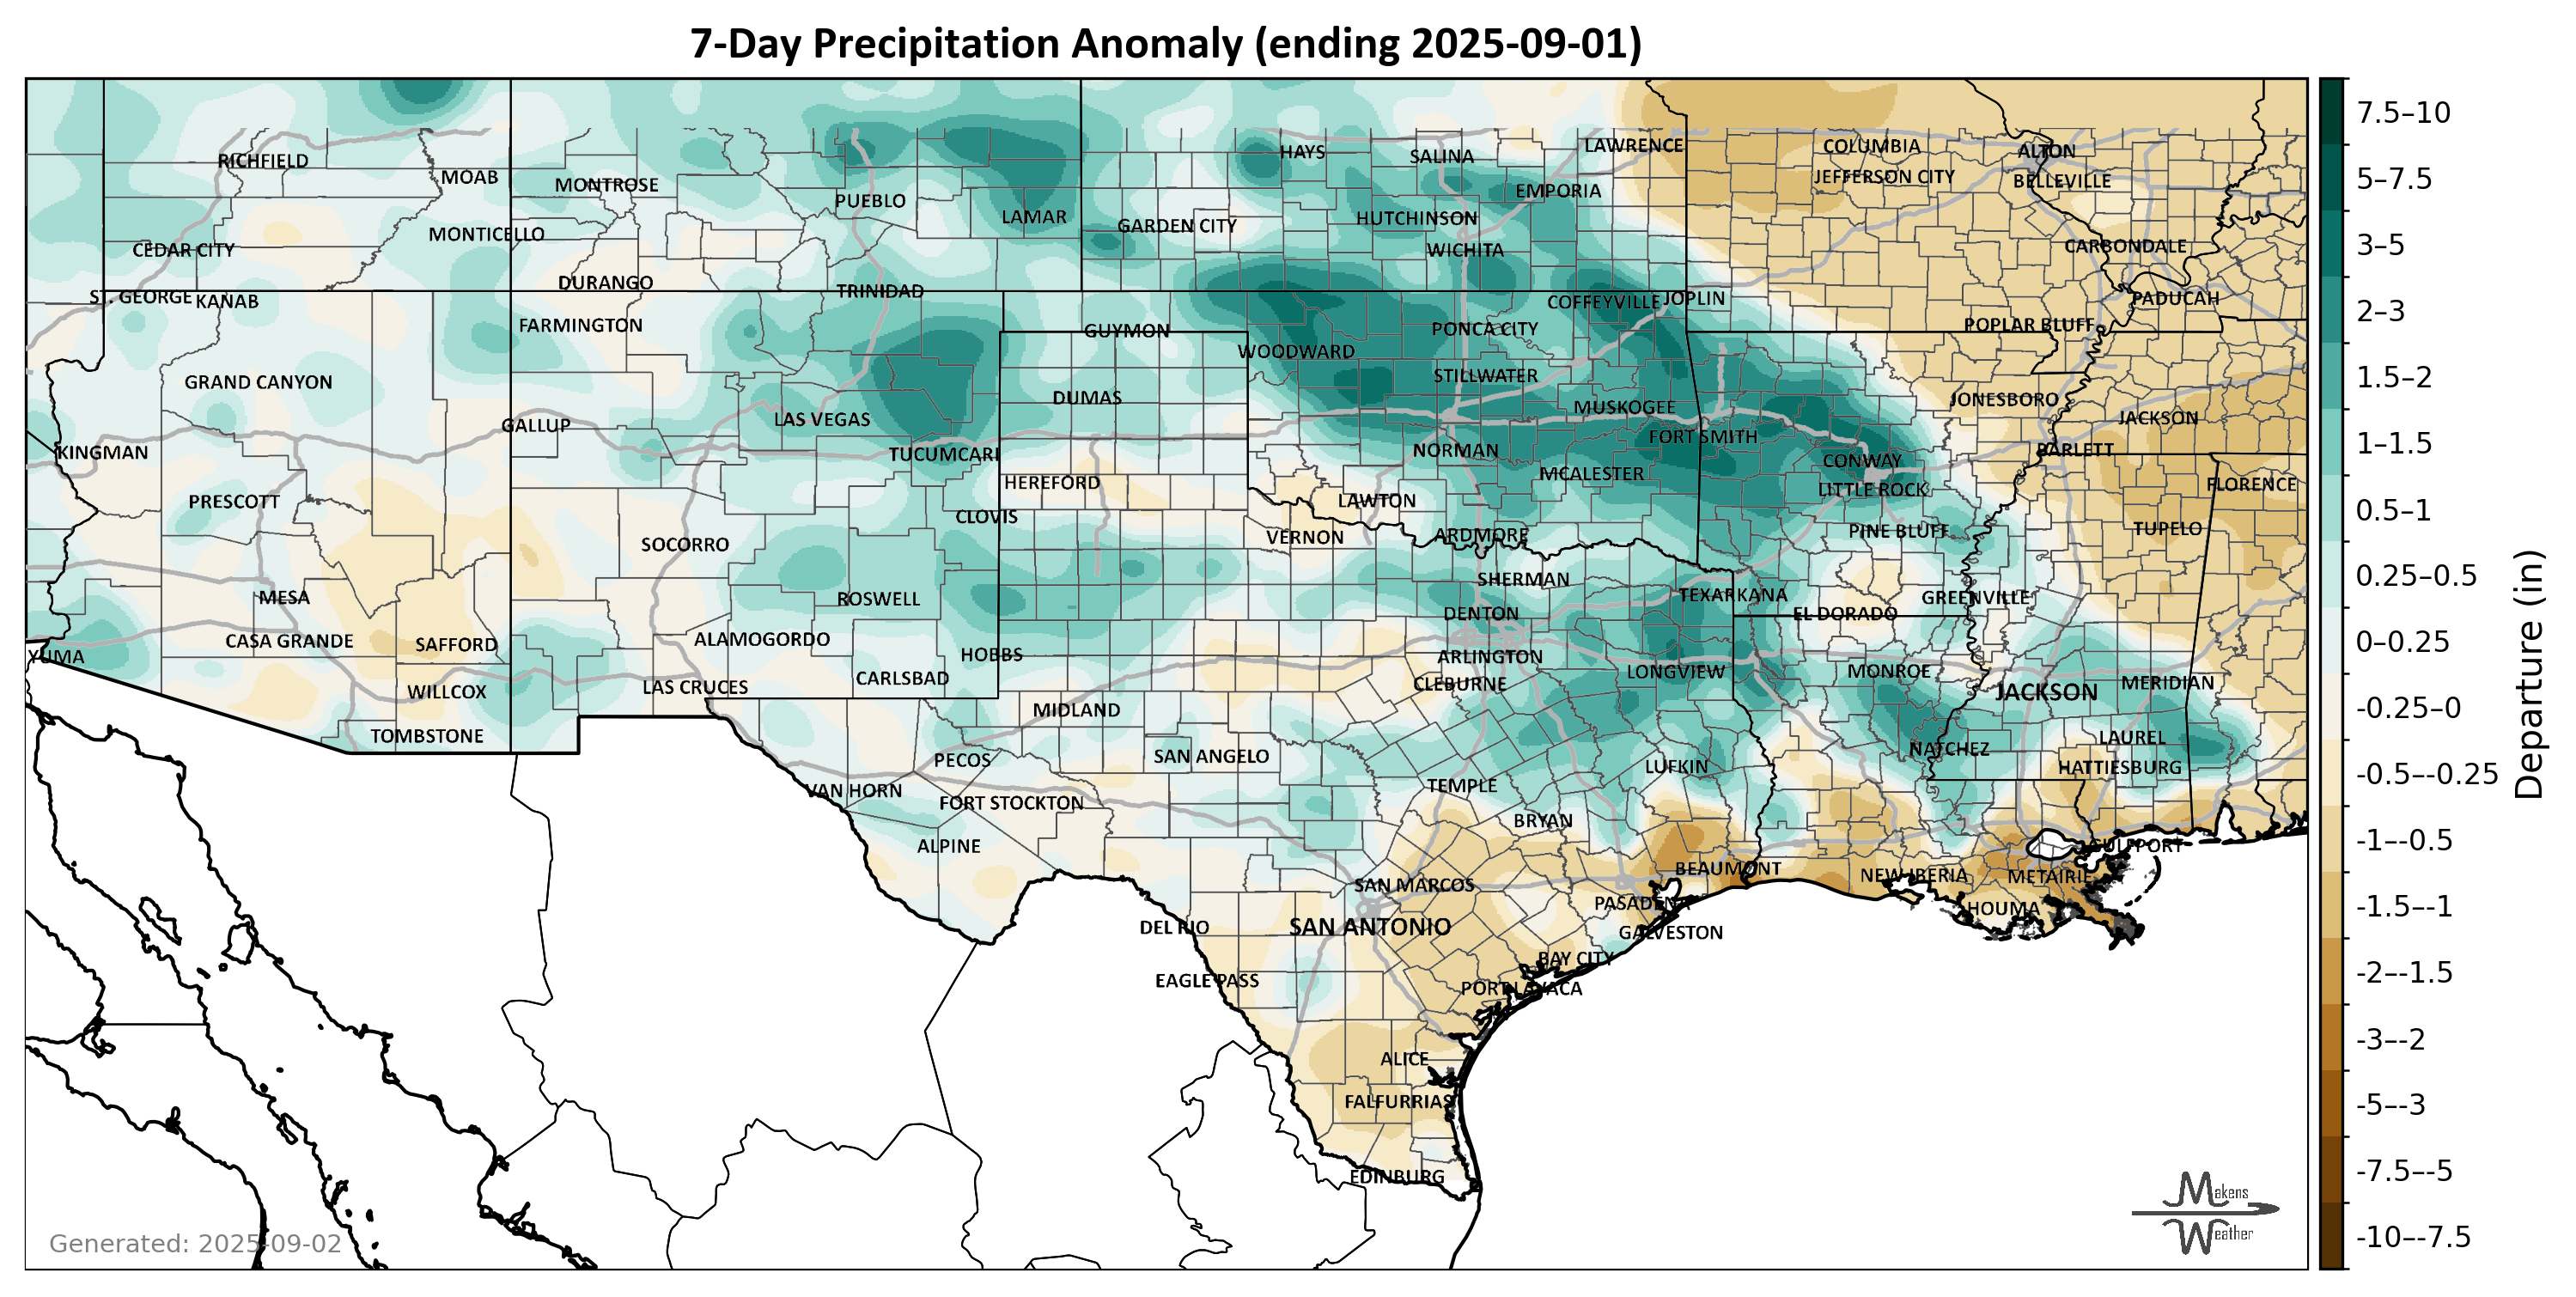 7-Day Precipitation Anomaly (ending 2025-09-01)
RICHFIELD
MOAB
MONTROSE
PUEBLO
LAMAR
HAYS
SALINA
LAWRENCE
COLUMBIA
ALTON
EMPORIA
JEFFERSON CITY
BELLEVILLE
GARDEN CITY
HUTCHINSON
CEDAR CITY
MONTICELLO
WICHITA
CARBONDALE
ST. GEORGE
KANAB
DURANGO
TRINIDAD
COFFEYVILLE
JOPLIN
PADUCAH
FARMINGTON
GUYMON
PONCA CITY
POPLAR BLUFF
WOODWARD
GRAND CANYON
DUMAS
STILLWATER
MUSKOGEE
JONESBORO
JACKSON
GALLUP
LAS VEGAS
KINGMAN
TUCUMCARI
NORMAN
FORT SMITH
BARLETT
MCALESTER
CONWAY
HEREFORD
LITTLE ROCK
FLORENCE
PRESCOTT
LAWTON
CLOVIS
VERNON
ARDMORE
PINE BLUFF
TUPELO
SOCORRO
SHERMAN
MESA
ROSWELL
DENTON
TEXARKANA
EL DORADO
GREENVILLE
CASA GRANDE
SAFFORD
ALAMOGORDO
YUMA
HOBBS
ARLINGTON
LONGVIEW
MONROE
CARLSBAD
CLEBURNE
WILLCOX
LAS CRUCES
JACKSON
MERIDIAN
MIDLAND
TOMBSTONE
PECOS
SAN ANGELO
LUFKIN
NATCHEZ
LAUREL
HATTIESBURG
VAN HORN
FORT STOCKTON
TEMPLE
BRYAN
ALPINE
GULFPORT
BEAUMONT
NEW IBERIA
METAIRIE
SAN MARCOS
PASADENA
HOUMA
DEL RIO
SAN ANTONIO
GALVESTON
EAGLE PASS
BAY CITY
PORT LAVACA
ALICE
FALFURRIAS
EDINBURG
Generated: 2025-09-02
Makens
Weather
7.5–10
5–7.5
3–5
2–3
1.5–2
1–1.5
0.5–1
0.25–0.5
0–0.25
-0.25–0
-0.5–-0.25
-1–-0.5
-1.5–-1
-2–-1.5
-3–-2
-5–-3
-7.5–-5
-10–-7.5
Departure (in)